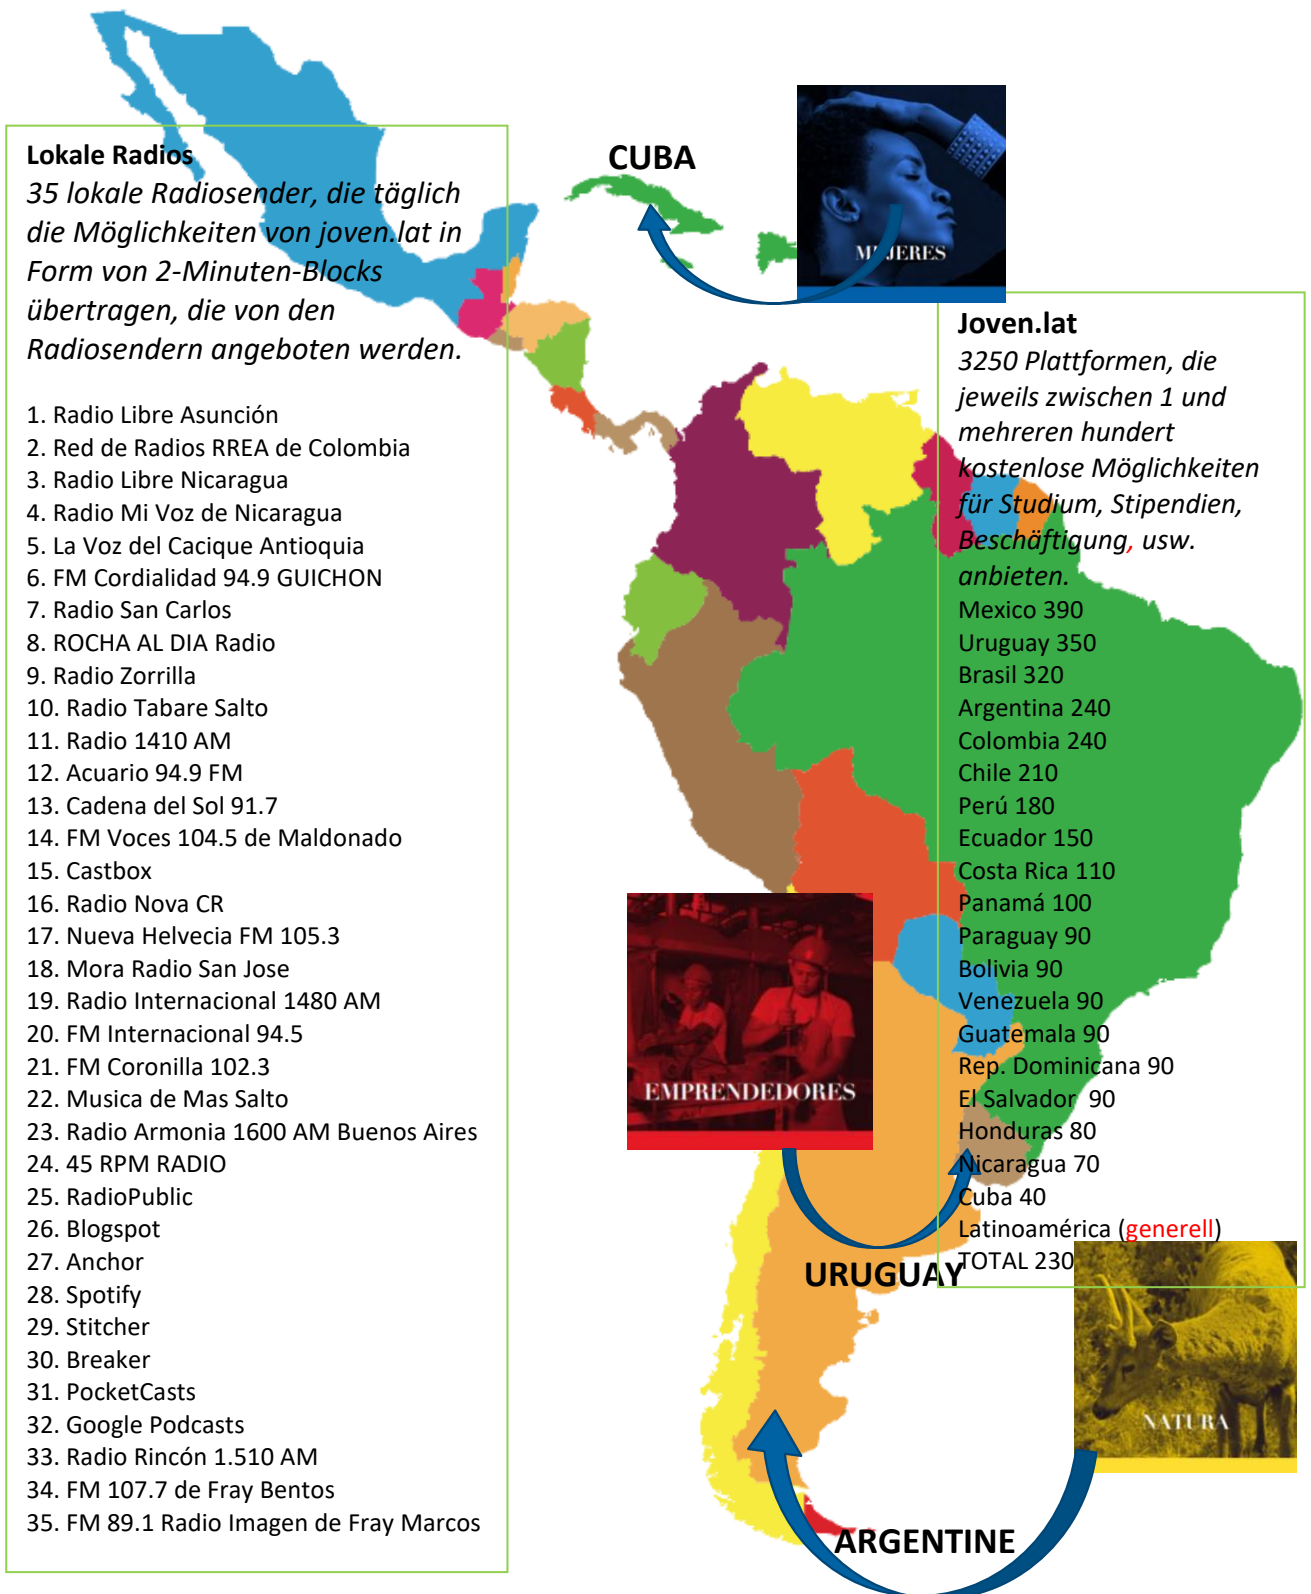 CUBA
MUJERES
Lokale Radios
35 lokale Radiosender, die täglich
die Möglichkeiten von joven.lat in
Form von 2-Minuten-Blocks
übertragen, die von den
Radiosendern angeboten werden.
1. Radio Libre Asunción
2. Red de Radios RREA de Colombia
3. Radio Libre Nicaragua
4. Radio Mi Voz de Nicaragua
5. La Voz del Cacique Antioquia
6. FM Cordialidad 94.9 GUICHON
7. Radio San Carlos
8. ROCHA AL DIA Radio
9. Radio Zorrilla
10. Radio Tabare Salto
11. Radio 1410 AM
12. Acuario 94.9 FM
13. Cadena del Sol 91.7
14. FM Voces 104.5 de Maldonado
15. Castbox
16. Radio Nova CR
17. Nueva Helvecia FM 105.3
18. Mora Radio San Jose
19. Radio Internacional 1480 AM
20. FM Internacional 94.5
21. FM Coronilla 102.3
22. Musica de Mas Salto
23. Radio Armonia 1600 AM Buenos Aires
24. 45 RPM RADIO
25. RadioPublic
26. Blogspot
27. Anchor
28. Spotify
29. Stitcher
30. Breaker
31. PocketCasts
32. Google Podcasts
33. Radio Rincón 1.510 AM
34. FM 107.7 de Fray Bentos
35. FM 89.1 Radio Imagen de Fray Marcos
Joven.lat
3250 Plattformen, die
jeweils zwischen 1 und
mehreren hundert
kostenlose Möglichkeiten
für Studium, Stipendien,
Beschäftigung, usw.
anbieten.
Mexico 390
Uruguay 350
Brasil 320
Argentina 240
Colombia 240
Chile 210
Perú 180
Ecuador 150
Costa Rica 110
Panamá 100
Paraguay 90
Bolivia 90
Venezuela 90
Guatemala 90
Rep. Dominicana 90
El Salvador 90
Honduras 80
Nicaragua 70
Cuba 40
Latinoamérica (generell)
TOTAL 230
EMPRENDEDORES
URUGUAY
NATURA
ARGENTINE